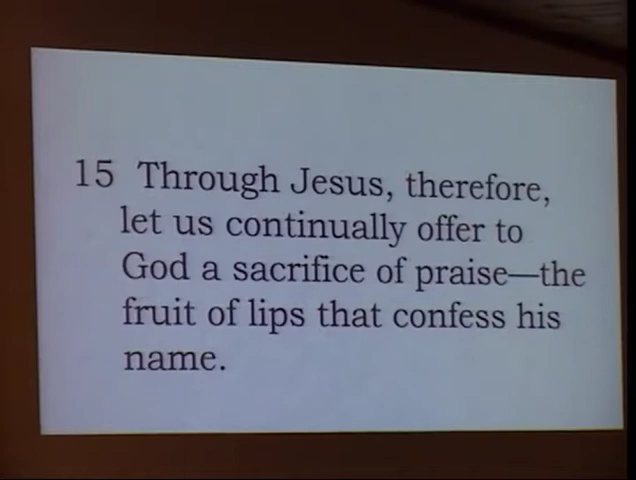 15 Through Jesus, therefore,
let us continually offer to
God a sacrifice of praise—the
fruit of lips that confess his
name.